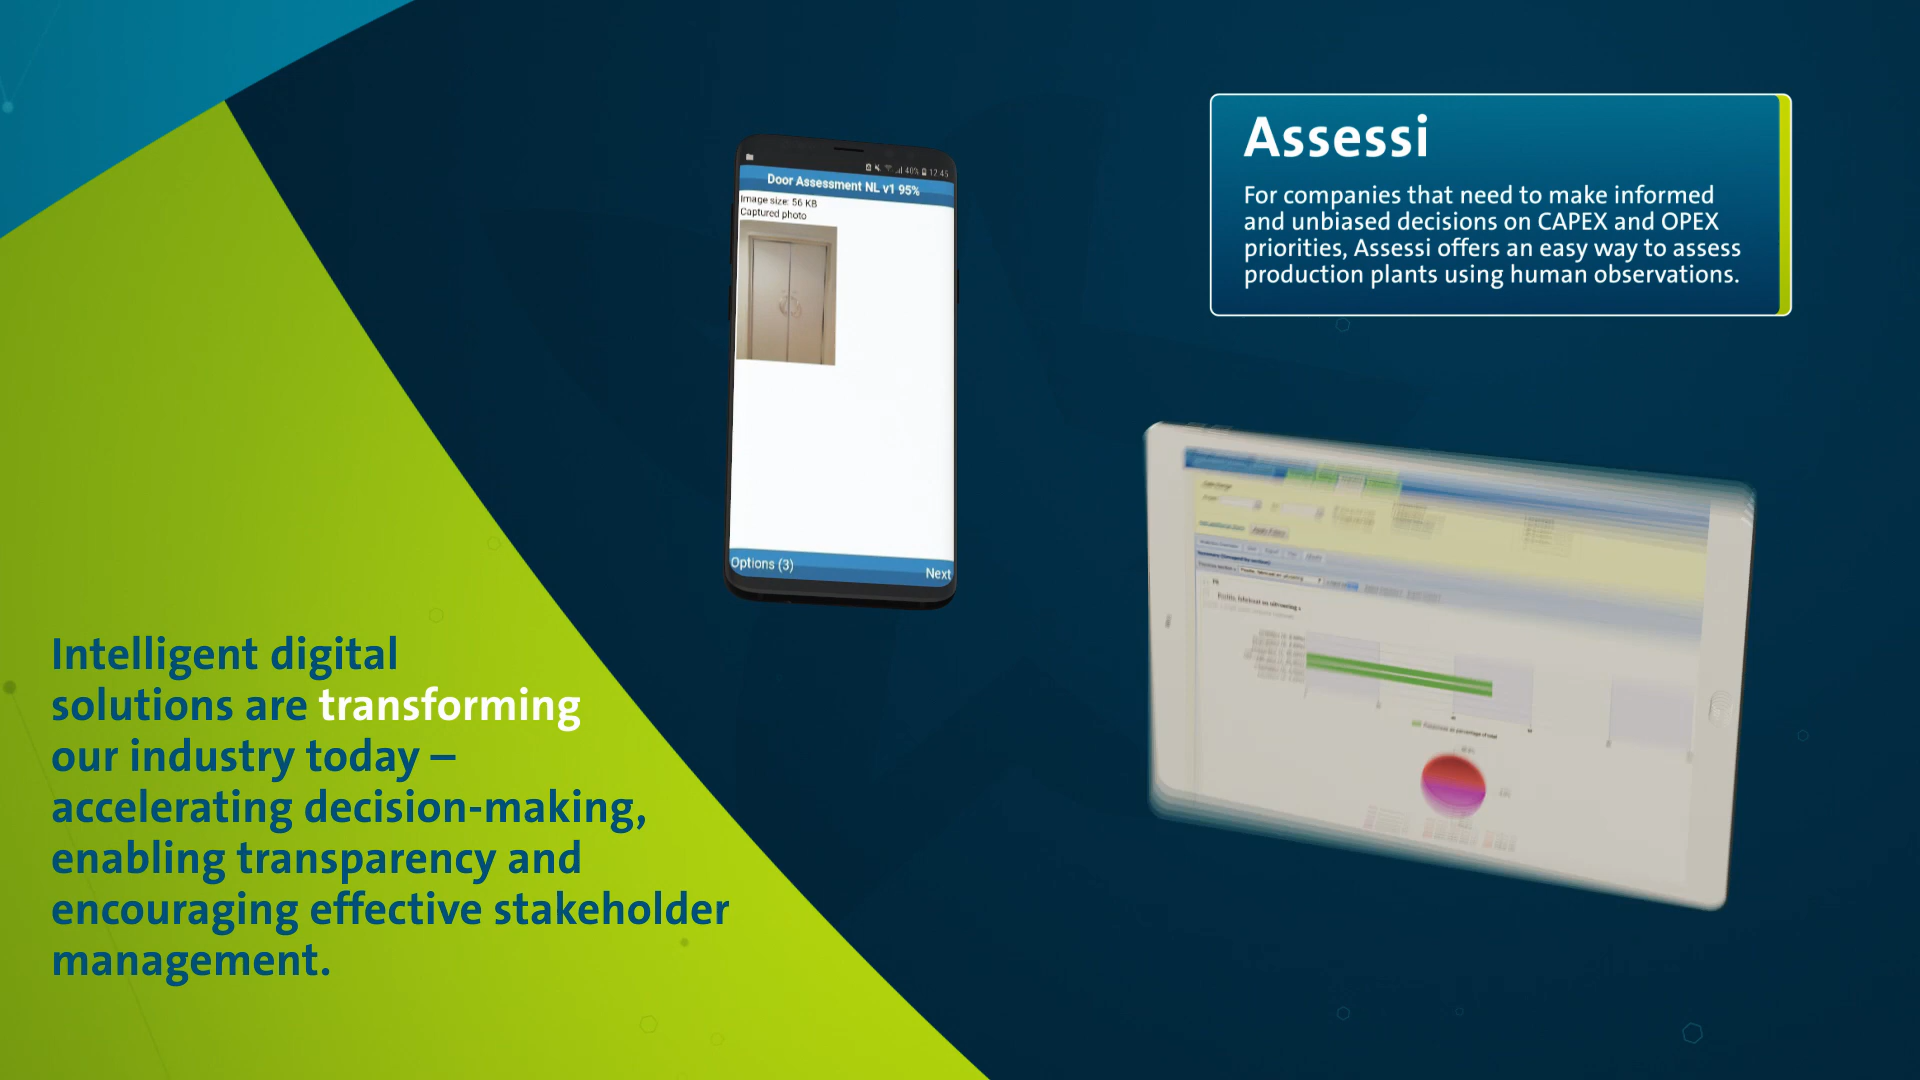 Assessi
For companies that need to make informed
and unbiased decisions on CAPEX and OPEX
priorities, Assessi offers an easy way to assess
production plants using human observations.
46% 12:45
Door Assessment NL v1 95%
Image size: 56 KB
Captured photo
Options (3)
Next
Intelligent digital
solutions are transforming
our industry today –
accelerating decision-making,
enabling transparency and
encouraging effective stakeholder
management.